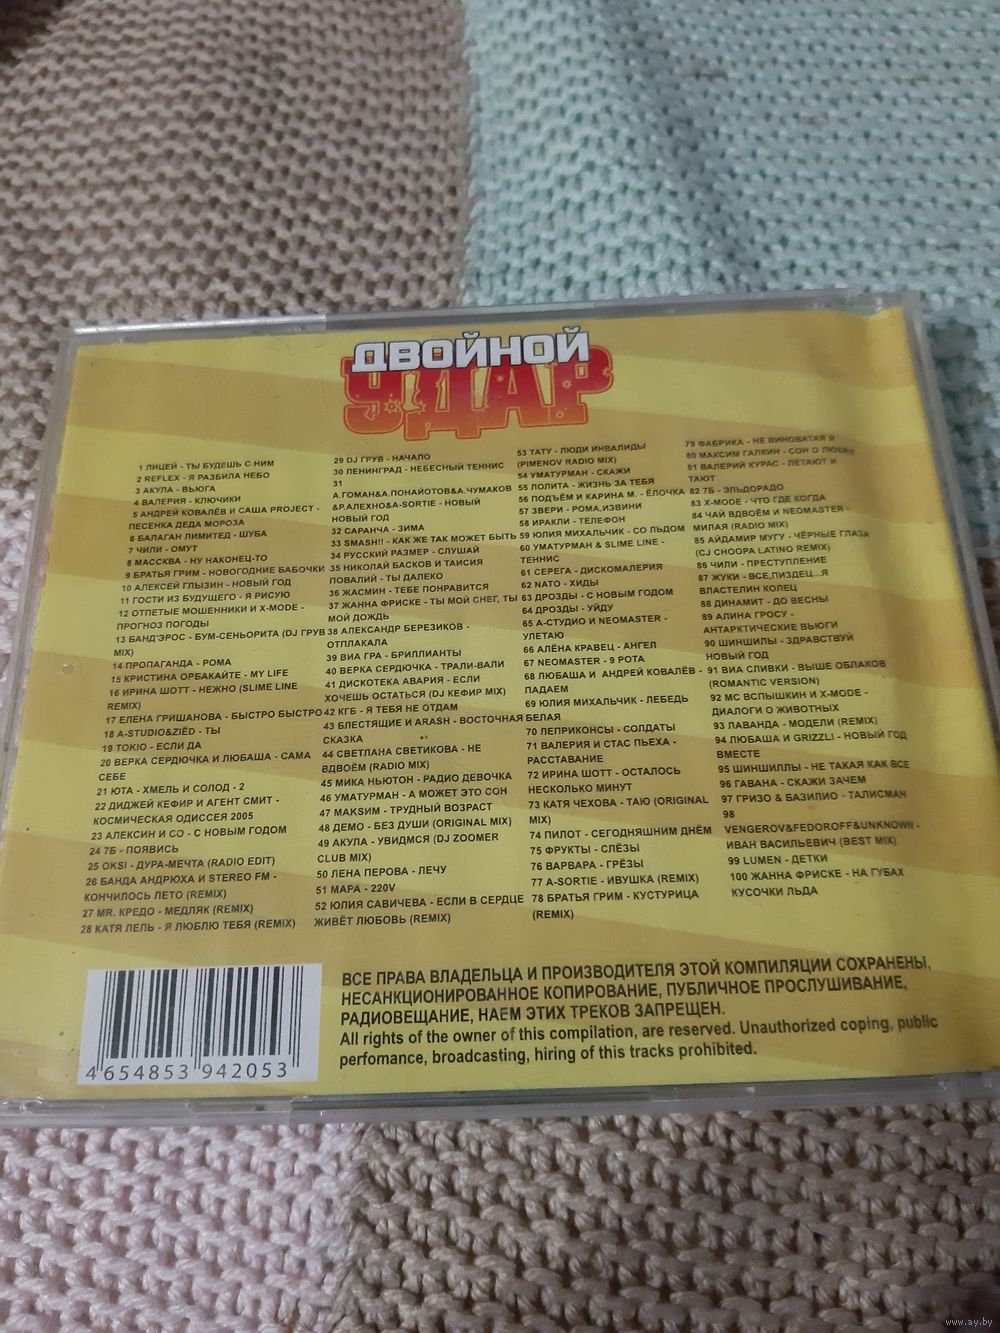 ДВОЙНОЙ
УДАР
1 ЛИЦЕЙ - ТЫ БУДЕШЬ С НИМ
2 REFLEX - Я РАЗБИЛА НЕБО
3 АКУЛА - ВЬЮГА
4 ВАЛЕРИЯ - КЛЮЧИКИ
5 АНДРЕЙ КОВАЛЁВ И САША PROJECT -
ПЕСЕНКА ДЕДА МОРОЗА
6 БАЛАГАН ЛИМИТЕД - ШУБА
7 ЧИЛИ - ОМУТ
8 МАССКВА - НУ НАКОНЕЦ-ТО
9 БРАТЬЯ ГРИМ - НОВОГОДНИЕ БАБОЧКИ
10 АЛЕКСЕЙ ГЛЫЗИН - НОВЫЙ ГОД
11 ГОСТИ ИЗ БУДУЩЕГО - Я РИСУЮ
12 ОТПЕТЫЕ МОШЕННИКИ И X-MODE -
ПРОГНОЗ ПОГОДЫ
13 БАНД'ЭРОС - БУМ-СЕНЬОРИТА (DJ ГРУВ
MIX)
14 ПРОПАГАНДА - РОМА
15 КРИСТИНА ОРБАКАЙТЕ - MY LIFE
16 ИРИНА ШОТТ - НЕЖНО (SLIME LINE
REMIX)
17 ЕЛЕНА ГРИШАНОВА - БЫСТРО БЫСТРО
18 A-STUDIO&ZIЁD - ТЫ
19 ТОКIО - ЕСЛИ ДА
20 ВЕРКА СЕРДЮЧКА И ЛЮБАША - САМА
СЕБЕ
21 ЮТА - ХМЕЛЬ И СОЛОД - 2
22 ДИДЖЕЙ КЕФИР И АГЕНТ СМИТ -
КОСМИЧЕСКАЯ ОДИССЕЯ 2005
23 АЛЕКСИН И СО - С НОВЫМ ГОДОМ
24 7Б - ПОЯВИСЬ
25 OKSI - ДУРА-МЕЧТА (RADIO EDIT)
26 БАНДА АНДРЮХА И STEREO FM -
КОНЧИЛОСЬ ЛЕТО (REMIX)
27 MR. КРЕДО - МЕДЛЯК (REMIX)
28 КАТЯ ЛЕЛЬ - Я ЛЮБЛЮ ТЕБЯ (REMIX)
29 DJ ГРУВ - НАЧАЛО
30 ЛЕНИНГРАД - НЕБЕСНЫЙ ТЕННИС
31
А.ГОМАН&А.ПОНАЙОТОВ&А.ЧУМАКОВ
&Р.АЛЕХНО&A-SORTIE - НОВЫЙ
НОВЫЙ ГОД
32 САРАНЧА - ЗИМА
33 SMASH!! - КАК ЖЕ ТАК МОЖЕТ БЫТЬ
34 РУССКИЙ РАЗМЕР - СЛУШАЙ
35 НИКОЛАЙ БАСКОВ И ТАИСИЯ
ПОВАЛИЙ - ТЫ ДАЛЕКО
36 ЖАСМИН - ТЕБЕ ПОНРАВИТСЯ
37 ЖАННА ФРИСКЕ - ТЫ МОЙ СНЕГ, ТЫ
МОЙ ДОЖДЬ
38 АЛЕКСАНДР БЕРЕЗИКОВ -
ОТПЛАКАЛА
39 ВИА ГРА - БРИЛЛИАНТЫ
40 ВЕРКА СЕРДЮЧКА - ТРАЛИ-ВАЛИ
41 ДИСКОТЕКА АВАРИЯ - ЕСЛИ
ХОЧЕШЬ ОСТАТЬСЯ (DJ КЕФИР MIX)
42 КГБ - Я ТЕБЯ НЕ ОТДАМ
43 БЛЕСТЯЩИЕ И ARASH - ВОСТОЧНАЯ
СКАЗКА
44 СВЕТЛАНА СВЕТИКОВА - НЕ
ВДВОЁМ (RADIO MIX)
45 МИКА НЬЮТОН - РАДИО ДЕВОЧКА
46 УМАТУРМАН - А МОЖЕТ ЭТО СОН
47 МАКSИМ - ТРУДНЫЙ ВОЗРАСТ
48 ДЕМО - БЕЗ ДУШИ (ORIGINAL MIX)
49 АКУЛА - УВИДМСЯ (DJ ZOOMER
CLUB MIX)
50 ЛЕНА ПЕРОВА - ЛЕЧУ
51 МАРА - 220V
52 ЮЛИЯ САВИЧЕВА - ЕСЛИ В СЕРДЦЕ
ЖИВЁТ ЛЮБОВЬ (REMIX)
53 ТАТУ - ЛЮДИ ИНВАЛИДЫ
(PIMENOV RADIO MIX)
54 УМАТУРМАН - СКАЖИ
55 ЛОЛИТА - ЖИЗНЬ ЗА ТЕБЯ
56 ПОДЪЁМ И КАРИНА М. - ЁЛОЧКА
57 ЗВЕРИ - РОМА,ИЗВИНИ
58 ИРАКЛИ - ТЕЛЕФОН
59 ЮЛИЯ МИХАЛЬЧИК - СО ЛЬДОМ
60 УМАТУРМАН & SLIME LINE -
ТЕННИС
61 СЕРЕГА - ДИСКОМАЛЕРИЯ
62 NATO - ХИДЫ
63 ДРОЗДЫ - С НОВЫМ ГОДОМ
64 ДРОЗДЫ - УЙДУ
65 А-СТУДИО И NEOMASTER -
УЛЕТАЮ
66 АЛЁНА КРАВЕЦ - АНГЕЛ
67 NEOMASTER - 9 РОТА
68 ЛЮБАША И АНДРЕЙ КОВАЛЁВ -
ПАДАЕМ
69 ЮЛИЯ МИХАЛЬЧИК - ЛЕБЕДЬ
БЕЛАЯ
70 ЛЕПРИКОНСЫ - СОЛДАТЫ
71 ВАЛЕРИЯ И СТАС ПЬЕХА -
РАССТАВАНИЕ
72 ИРИНА ШОТТ - ОСТАЛОСЬ
НЕСКОЛЬКО МИНУТ
73 КАТЯ ЧЕХОВА - ТАЮ (ORIGINAL
MIX)
74 ПИЛОТ - СЕГОДНЯШНИМ ДНЁМ
75 ФРУКТЫ - СЛЁЗЫ
76 ВАРВАРА - ГРЁЗЫ
77 A-SORTIE - ИВУШКА (REMIX)
78 БРАТЬЯ ГРИМ - КУСТУРИЦА
(REMIX)
79 ФАБРИКА - НЕ ВИНОВАТАЯ Я
80 МАКСИМ ГАЛКИН - СОН О ЛЮБВИ
81 ВАЛЕРИЙ КУРАС - ЛЕТАЮТ И
ТАЮТ
82 7Б - ЭЛЬДОРАДО
83 X-MODE - ЧТО ГДЕ КОГДА
84 ЧАЙ ВДВОЁМ И NEOMASTER -
МИЛАЯ (RADIO MIX)
85 АЙДАМИР МУГУ - ЧЁРНЫЕ ГЛАЗА
(CJ CHOOPA LATINO REMIX)
86 ЧИЛИ - ПРЕСТУПЛЕНИЕ
87 ЖУКИ - ВСЕ,ПИЗДЕЦ...Я
ВЛАСТЕЛИН КОЛЕЦ
88 ДИНАМИТ - ДО ВЕСНЫ
89 АЛИНА ГРОСУ -
АНТАРКТИЧЕСКИЕ ВЬЮГИ
90 ШИНШИЛЫ - ЗДРАВСТВУЙ
НОВЫЙ ГОД
91 ВИА СЛИВКИ - ВЫШЕ ОБЛАКОВ
(ROMANTIC VERSION)
92 МС ВСПЫШКИН И X-MODE -
ДИАЛОГИ О ЖИВОТНЫХ
93 ЛАВАНДА - МОДЕЛИ (REMIX)
94 ЛЮБАША И GRIZZLI - НОВЫЙ ГОД
ВМЕСТЕ
95 ШИНШИЛЛЫ - НЕ ТАКАЯ КАК ВСЕ
96 ГАВАНА - СКАЖИ ЗАЧЕМ
97 ГРИЗО & БАЗИЛИО - ТАЛИСМАН
98
VENGEROV&FEDOROFF&UNKNOWN -
ИВАН ВАСИЛЬЕВИЧ (BEST MIX)
99 LUMEN - ДЕТКИ
100 ЖАННА ФРИСКЕ - НА ГУБАХ
КУСОЧКИ ЛЬДА
4 654853 942053
ВСЕ ПРАВА ВЛАДЕЛЬЦА И ПРОИЗВОДИТЕЛЯ ЭТОЙ КОМПИЛЯЦИИ СОХРАНЕНЫ,
НЕСАНКЦИОНИРОВАННОЕ КОПИРОВАНИЕ, ПУБЛИЧНОЕ ПРОСЛУШИВАНИЕ,
РАДИОВЕЩАНИЕ, НАЕМ ЭТИХ ТРЕКОВ ЗАПРЕЩЕН.
All rights of the owner of this compilation, are reserved. Unauthorized coping, public
perfomance, broadcasting, hiring of this tracks prohibited.
www.ay.by